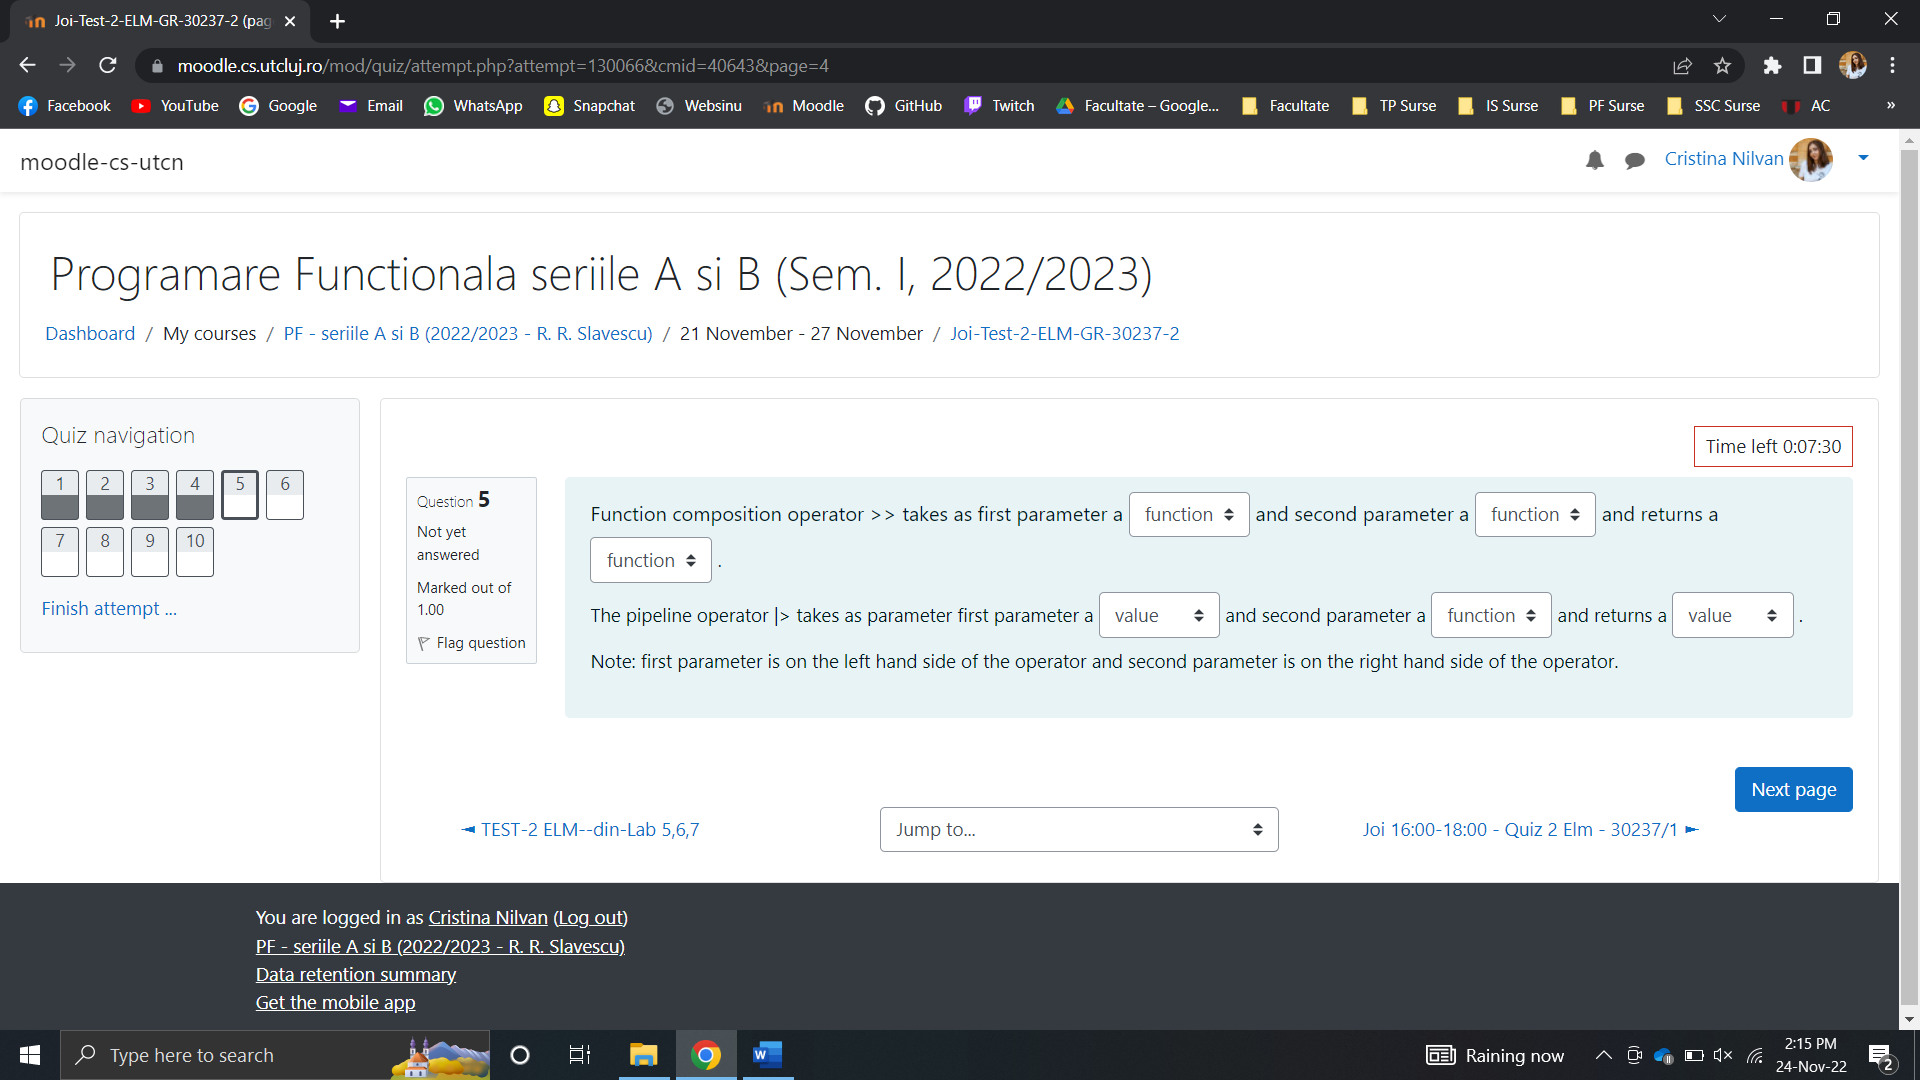 Joi-Test-2-ELM-GR-30237-2 (pag
moodle.cs.utcluj.ro/mod/quiz/attempt.php?attempt=130066&cmid=40643&page=4
Facebook YouTube Google Email WhatsApp Snapchat Websinu Moodle GitHub Twitch Facultate – Google... Facultate TP Surse IS Surse PF Surse SSC Surse AC »
moodle-cs-utcn
Cristina Nilvan
Programare Functionala seriile A si B (Sem. I, 2022/2023)
Dashboard / My courses / PF - seriile A si B (2022/2023 - R. R. Slavescu) / 21 November - 27 November / Joi-Test-2-ELM-GR-30237-2
Quiz navigation
1 2 3 4 5 6
7 8 9 10
Finish attempt ...
Time left 0:07:30
Question 5
Not yet
answered
Marked out of
1.00
Flag question
Function composition operator >> takes as first parameter a function and second parameter a function and returns a
function .
The pipeline operator |> takes as parameter first parameter a value and second parameter a function and returns a value .
Note: first parameter is on the left hand side of the operator and second parameter is on the right hand side of the operator.
Next page
◄ TEST-2 ELM--din-Lab 5,6,7
Jump to...
Joi 16:00-18:00 - Quiz 2 Elm - 30237/1 ►
You are logged in as Cristina Nilvan (Log out)
PF - seriile A si B (2022/2023 - R. R. Slavescu)
Data retention summary
Get the mobile app
Type here to search
Raining now
2:15 PM
24-Nov-22
2